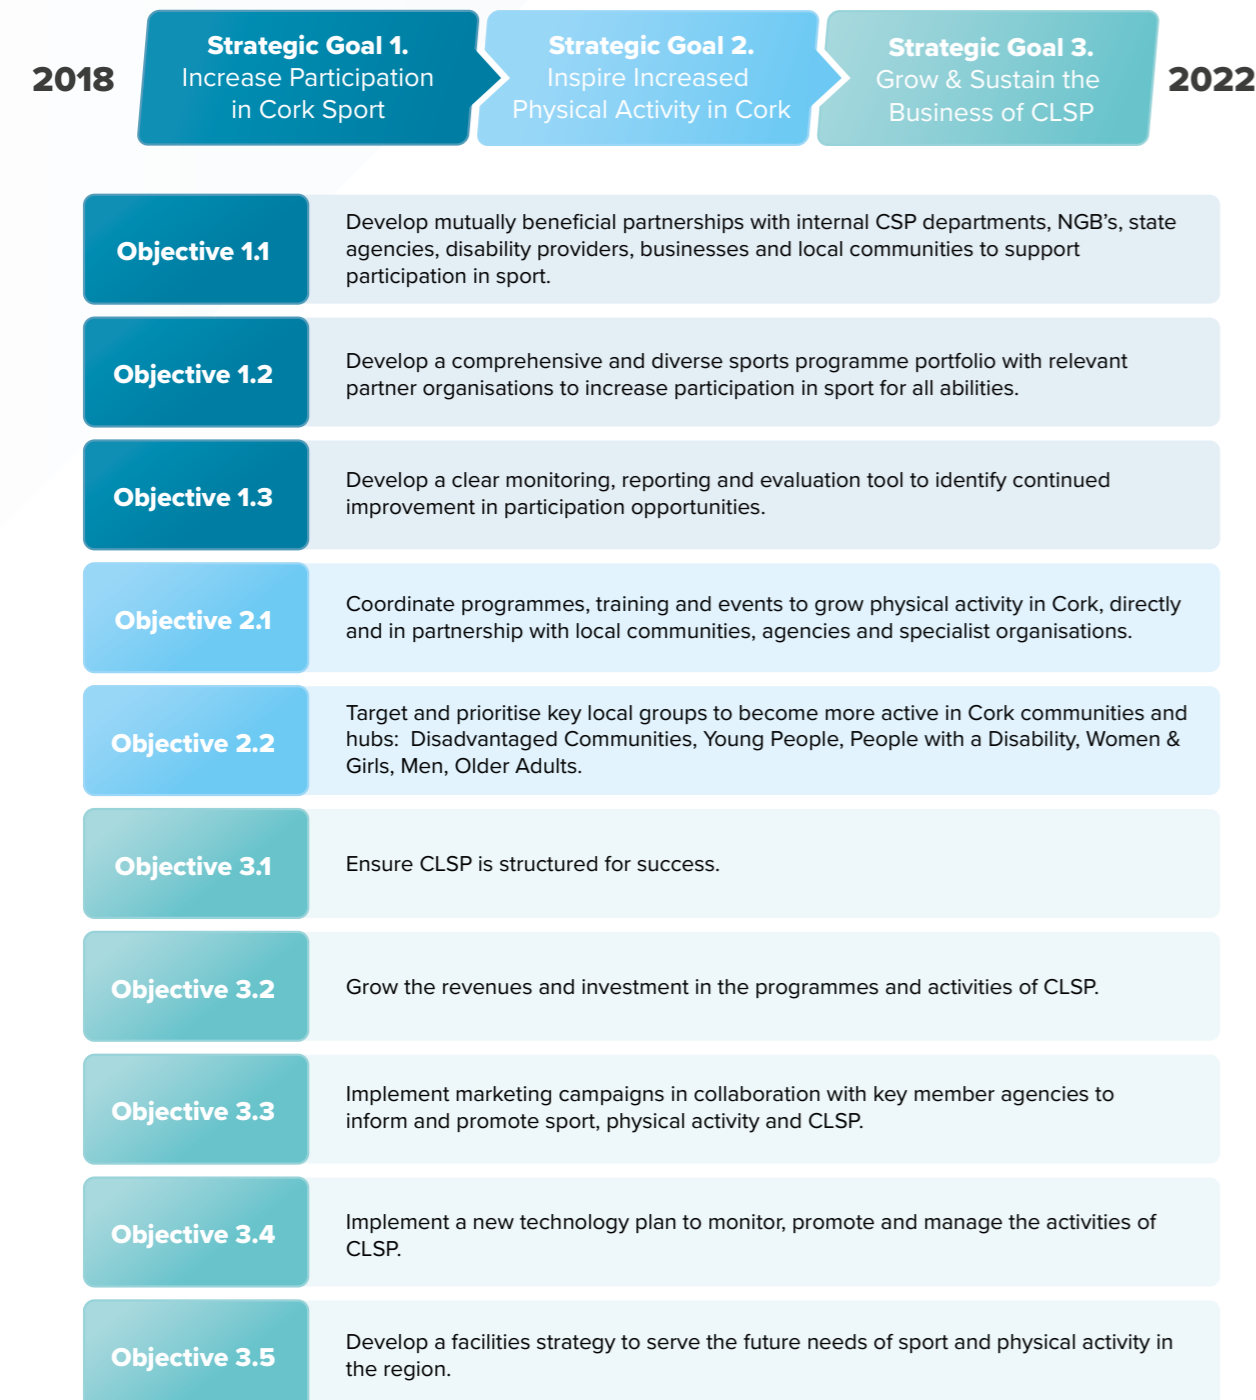 2018
Strategic Goal 1.
Increase Participation
in Cork Sport
Strategic Goal 2.
Inspire Increased
Physical Activity in Cork
Strategic Goal 3.
Grow & Sustain the
Business of CLSP
2022
Objective 1.1
Develop mutually beneficial partnerships with internal CSP departments, NGB's, state
agencies, disability providers, businesses and local communities to support
participation in sport.
Objective 1.2
Develop a comprehensive and diverse sports programme portfolio with relevant
partner organisations to increase participation in sport for all abilities.
Objective 1.3
Develop a clear monitoring, reporting and evaluation tool to identify continued
improvement in participation opportunities.
Objective 2.1
Coordinate programmes, training and events to grow physical activity in Cork, directly
and in partnership with local communities, agencies and specialist organisations.
Objective 2.2
Target and prioritise key local groups to become more active in Cork communities and
hubs:  Disadvantaged Communities, Young People, People with a Disability, Women &
Girls, Men, Older Adults.
Objective 3.1
Ensure CLSP is structured for success.
Objective 3.2
Grow the revenues and investment in the programmes and activities of CLSP.
Objective 3.3
Implement marketing campaigns in collaboration with key member agencies to
inform and promote sport, physical activity and CLSP.
Objective 3.4
Implement a new technology plan to monitor, promote and manage the activities of
CLSP.
Objective 3.5
Develop a facilities strategy to serve the future needs of sport and physical activity in
the region.